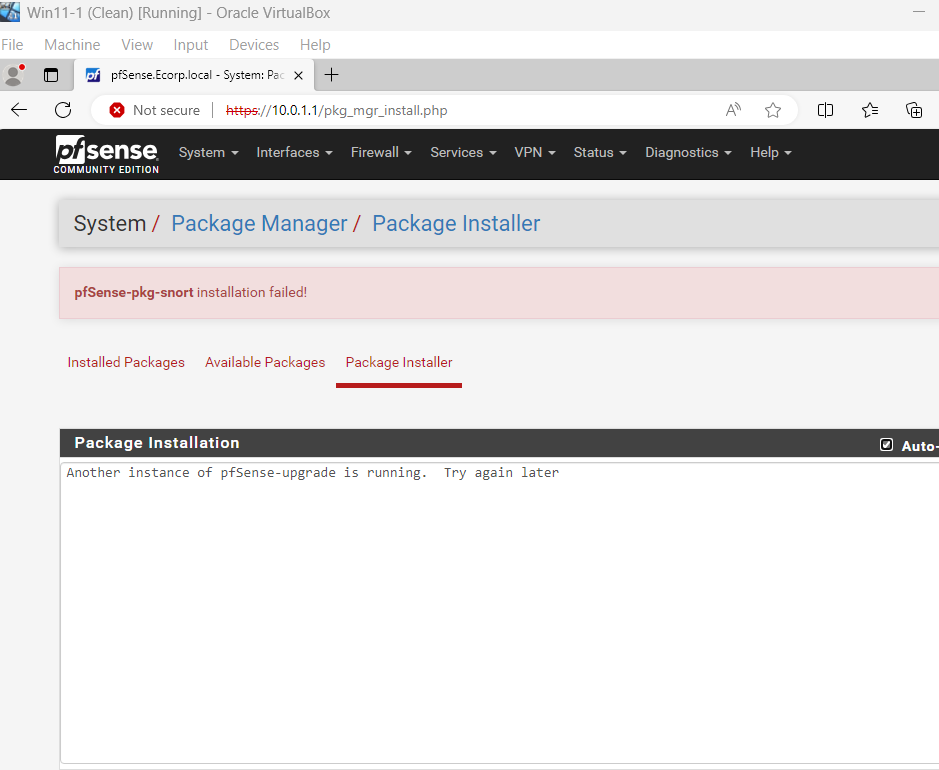 Win11-1 (Clean) [Running] - Oracle VirtualBox
File Machine View Input Devices Help
pf pfSense.Ecorp.local - System: Pac
Not secure https://10.0.1.1/pkg_mgr_install.php
pfsense System Interfaces Firewall Services VPN Status Diagnostics Help
COMMUNITY EDITION
System / Package Manager / Package Installer
pfSense-pkg-snort installation failed!
Installed Packages Available Packages Package Installer
Package Installation Auto-
Another instance of pfSense-upgrade is running. Try again later